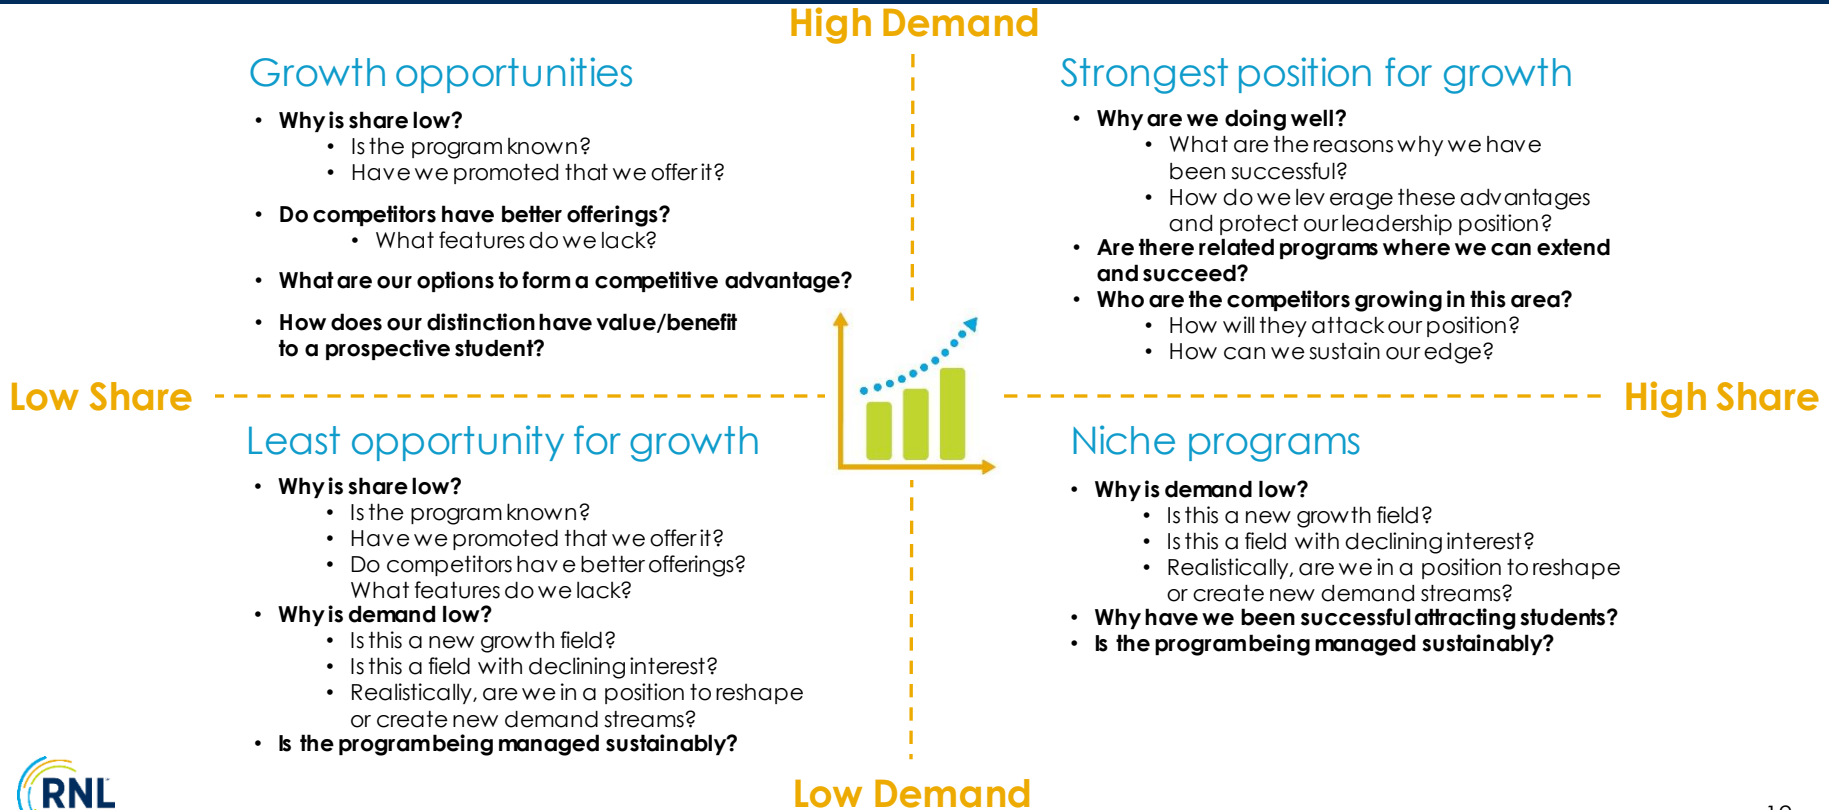 High Demand
Growth opportunities
• Why is share low?
• Is the program known?
• Have we promoted that we offer it?
• Do competitors have better offerings?
• What features do we lack?
• What are our options to form a competitive advantage?
• How does our distinction have value/benefit
to a prospective student?
Strongest position for growth
• Why are we doing well?
• What are the reasons why we have
been successful?
• How do we leverage these advantages
and protect our leadership position?
• Are there related programs where we can extend
and succeed?
• Who are the competitors growing in this area?
• How will they attack our position?
• How can we sustain our edge?
Low Share
High Share
Least opportunity for growth
• Why is share low?
• Is the program known?
• Have we promoted that we offer it?
• Do competitors have better offerings?
What features do we lack?
• Why is demand low?
• Is this a new growth field?
• Is this a field with declining interest?
• Realistically, are we in a position to reshape
or create new demand streams?
• Is the program being managed sustainably?
Niche programs
• Why is demand low?
• Is this a new growth field?
• Is this a field with declining interest?
• Realistically, are we in a position to reshape
or create new demand streams?
• Why have we been successful attracting students?
• Is the program being managed sustainably?
RNL
Low Demand